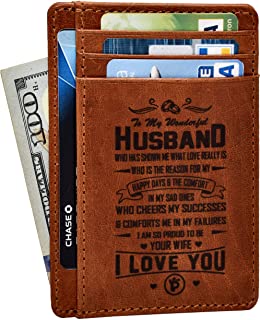 100
CHASE
VISA
To My Wonderful
HUSBAND
WHO HAS SHOWN ME WHAT LOVE REALLY IS
WHO IS THE REASON FOR MY
HAPPY DAYS & THE COMFORT
IN MY SAD ONES
WHO CHEERS MY SUCCESSES
& COMFORTS ME IN MY FAILURES
I AM SO PROUD TO BE
YOUR WIFE
I LOVE YOU